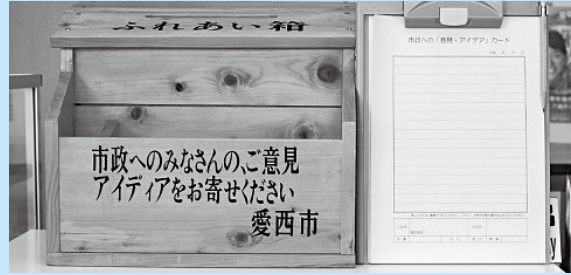 ふれあい箱
市政へのみなさんの、ご意見
アイディアをお寄せください
愛西市
市政への「意見・アイデア」カード